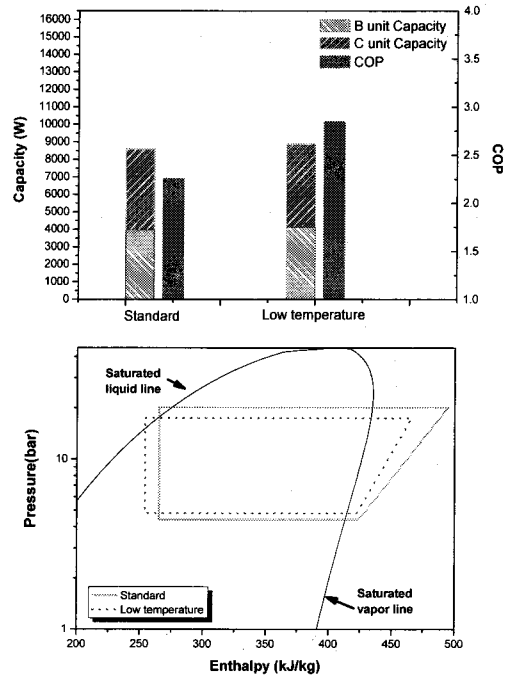 B unit Capacity
C unit Capacity
COP
Capacity (W)
16000
15000
14000
13000
12000
11000
10000
9000
8000
7000
6000
5000
4000
3000
2000
1000
0
4.0
3.5
3.0
2.5
2.0
1.5
1.0
COP
Standard
Low temperature
Saturated
liquid line
Pressure(bar)
10
1
Standard
Low temperature
Saturated
vapor line
200
250
300
350
400
450
500
Enthalpy (kJ/kg)